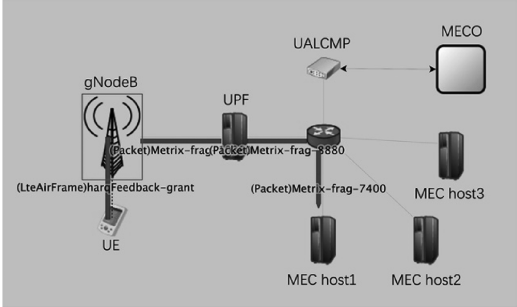 MECO
UALCMP
gNodeB
UPF
(Packet)Metrix-frag(Packet)Metrix-frag-8880
(LteAirFrame)harqFeedback-grant
(Packet)Metrix-frag-7400
MEC host3
UE
MEC host1
MEC host2